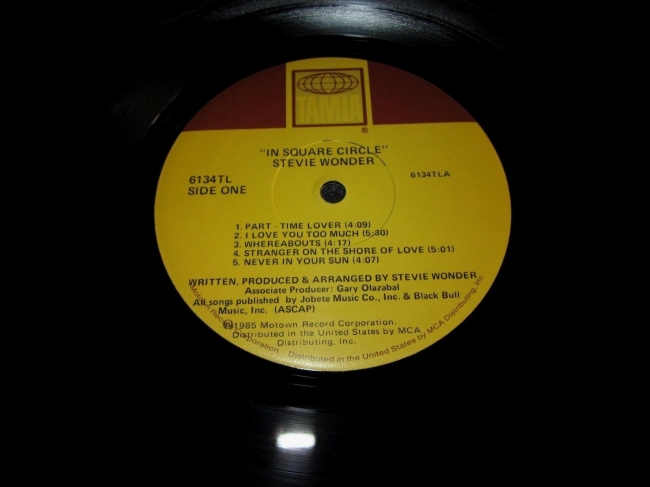 TAMLA
®
"IN SQUARE CIRCLE"
STEVIE WONDER
6134TL
SIDE ONE
6134TLA
1. PART - TIME LOVER (4:09)
2. I LOVE YOU TOO MUCH (5:30)
3. WHEREABOUTS (4:17)
4. STRANGER ON THE SHORE OF LOVE (5:01)
5. NEVER IN YOUR SUN (4:07)
WRITTEN, PRODUCED & ARRANGED BY STEVIE WONDER
Associate Producer: Gary Olazabal
All songs published by Jobete Music Co., Inc. & Black Bull
Music, Inc. (ASCAP)
℗©1985 Motown Record Corporation.
Distributed in the United States by MCA
Distributing, Inc.
Motown Record Corporation Distributed in the United States by MCA Distributing, Inc.